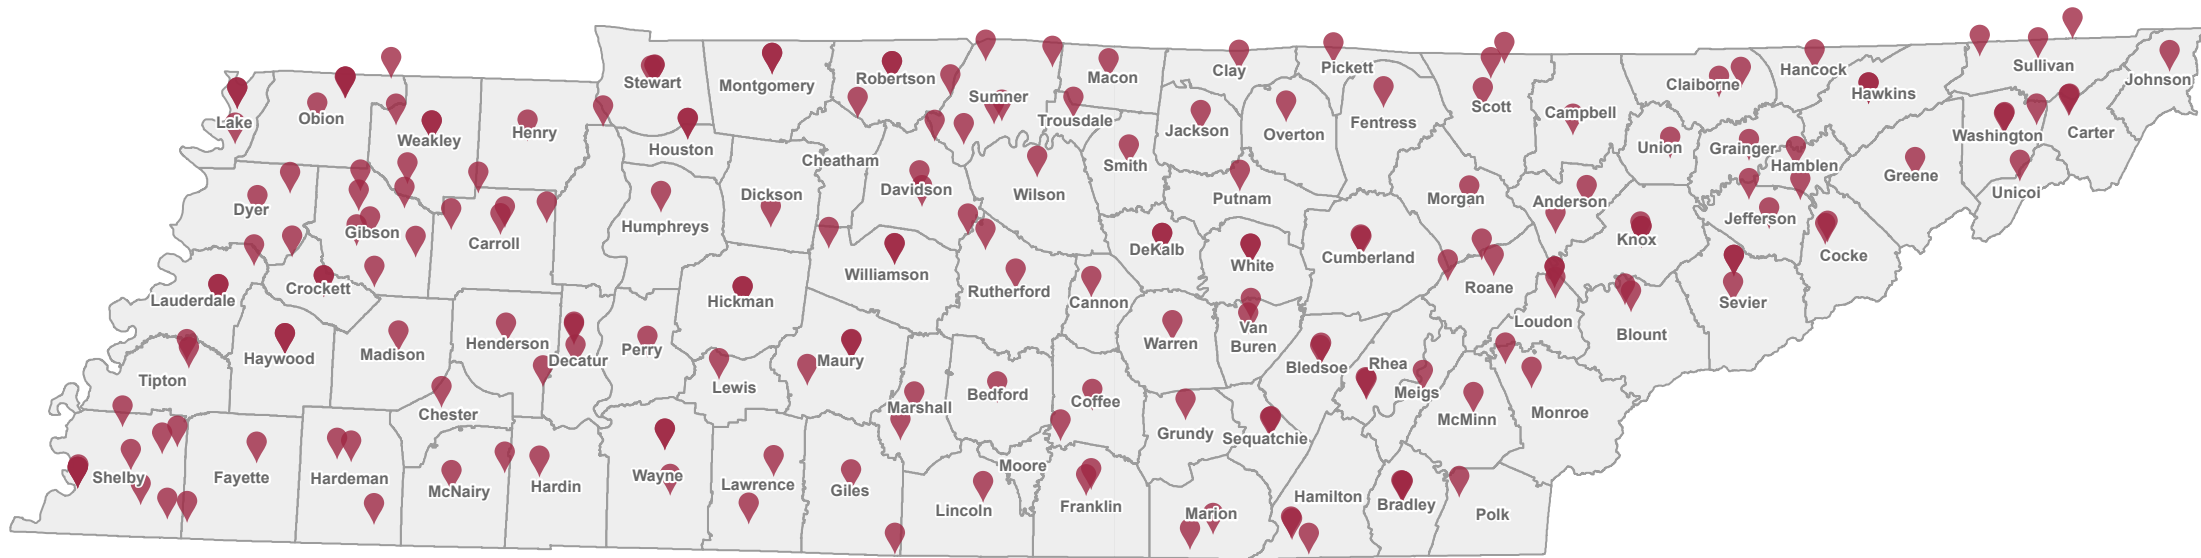 Lake
Obion
Weakley
Henry
Stewart
Montgomery
Robertson
Sumner
Macon
Trousdale
Clay
Pickett
Jackson
Overton
Fentress
Scott
Campbell
Claiborne
Hancock
Hawkins
Sullivan
Johnson
Houston
Cheatham
Smith
Union
Grainger
Hamblen
Washington
Carter
Dyer
Gibson
Carroll
Humphreys
Dickson
Davidson
Wilson
Putnam
Morgan
Anderson
Knox
Jefferson
Cocke
Greene
Unicoi
Lauderdale
Crockett
Hickman
Williamson
Rutherford
Cannon
DeKalb
White
Cumberland
Roane
Loudon
Blount
Sevier
Tipton
Haywood
Madison
Henderson
Decatur
Perry
Lewis
Maury
Marshall
Bedford
Coffee
Warren
Van
Buren
Bledsoe
Rhea
Meigs
McMinn
Monroe
Shelby
Fayette
Hardeman
Chester
McNairy
Hardin
Wayne
Lawrence
Giles
Lincoln
Moore
Franklin
Grundy
Sequatchie
Marion
Hamilton
Bradley
Polk